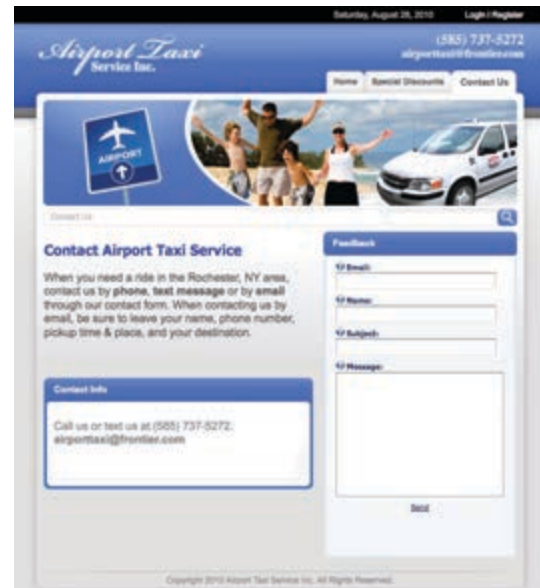 Saturday, August 28, 2010 Login / Register
Airport Taxi
Service Inc.
(585) 737-5272
airporttaxi@frontier.com
Home Special Discounts Contact Us
AIRPORT
Contact Us
Contact Airport Taxi Service
When you need a ride in the Rochester, NY area,
contact us by phone, text message or by email
through our contact form. When contacting us by
email, be sure to leave your name, phone number,
pickup time & place, and your destination.
Contact Info
Call us or text us at (585) 737-5272.
airporttaxi@frontier.com
Feedback
Email:
Name:
Subject:
Message:
Send
Copyright 2010 Airport Taxi Service Inc. All Rights Reserved.